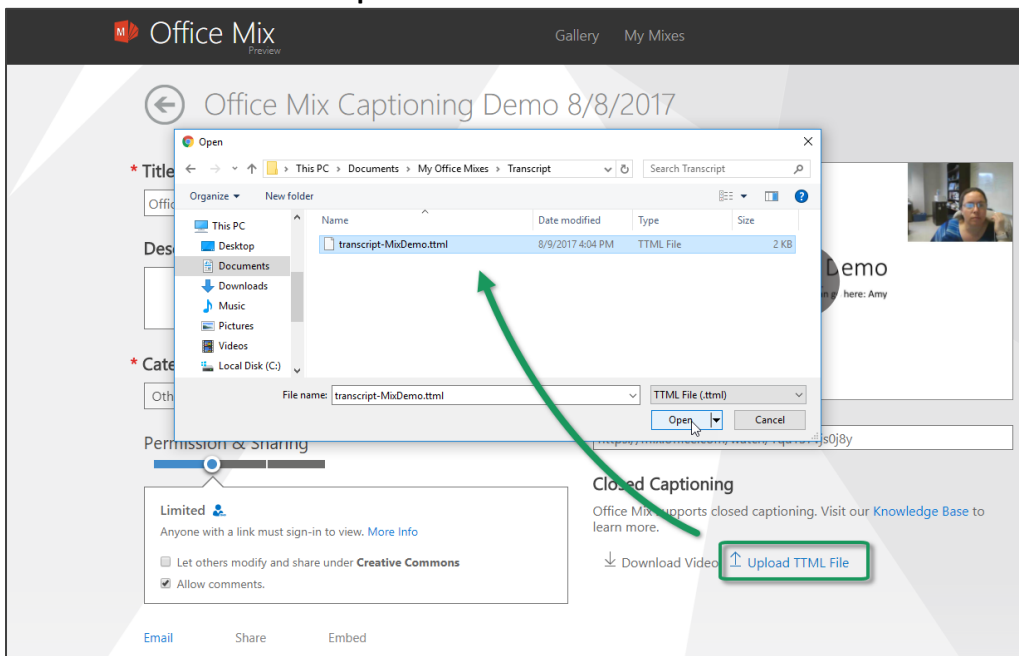 Office Mix
Preview
Gallery My Mixes
Office Mix Captioning Demo 8/8/2017
Open
This PC > Documents > My Office Mixes > Transcript
Search Transcript
Organize New folder
Name Date modified Type Size
transcript-MixDemo.ttml 8/9/2017 4:04 PM TTML File 2 KB
This PC
Desktop
Documents
Downloads
Music
Pictures
Videos
Local Disk (C:)
File name: transcript-MixDemo.ttml
TTML File (.ttml)
Open Cancel
* Title
Offic
Des
* Cate
Oth
Demo
here: Amy
Permission & Sharing
Limited
Anyone with a link must sign-in to view. More Info
Let others modify and share under Creative Commons
Allow comments.
Email Share Embed
Closed Captioning
Office Mix supports closed captioning. Visit our Knowledge Base to
learn more.
Download Video Upload TTML File